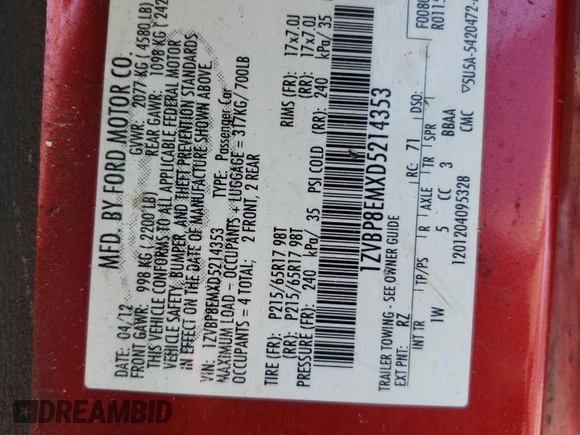 MFD. BY FORD MOTOR CO.
DATE: 04/12 GVWR: 2077 KG ( 4580 LB)
FRONT GAWR: 998 KG ( 2200 LB) REAR GAWR: 1098 KG ( 242
THIS VEHICLE CONFORMS TO ALL APPLICABLE FEDERAL MOTOR
VEHICLE SAFETY, BUMPER, AND THEFT PREVENTION STANDARDS
IN EFFECT ON THE DATE OF MANUFACTURE SHOWN ABOVE.
VIN: 1ZVBP8EMXD5214353 TYPE: Passenger Car
MAXIMUM LOAD - OCCUPANTS + LUGGAGE = 317KG/ 700LB
OCCUPANTS = 4 TOTAL; 2 FRONT, 2 REAR
TIRE (FR): P215/65R17 98T RIMS (FR): 17x7.0J
(RR): P215/65R17 98T (RR): 17x7.0J
PRESSURE (FR): 240 kPa/ 35 PSI COLD (RR): 240 kPa/ 35
1ZVBP8EMXD5214353
TRAILER TOWING - SEE OWNER GUIDE
EXT PNT: RZ RC: 71 DSO:
INT TR TP/PS R AXLE TR SPR
1W 5 CC 3 BBAA
1201204095328 CMC
5U5A-5420472-
F0080
R0115
DREAMBID